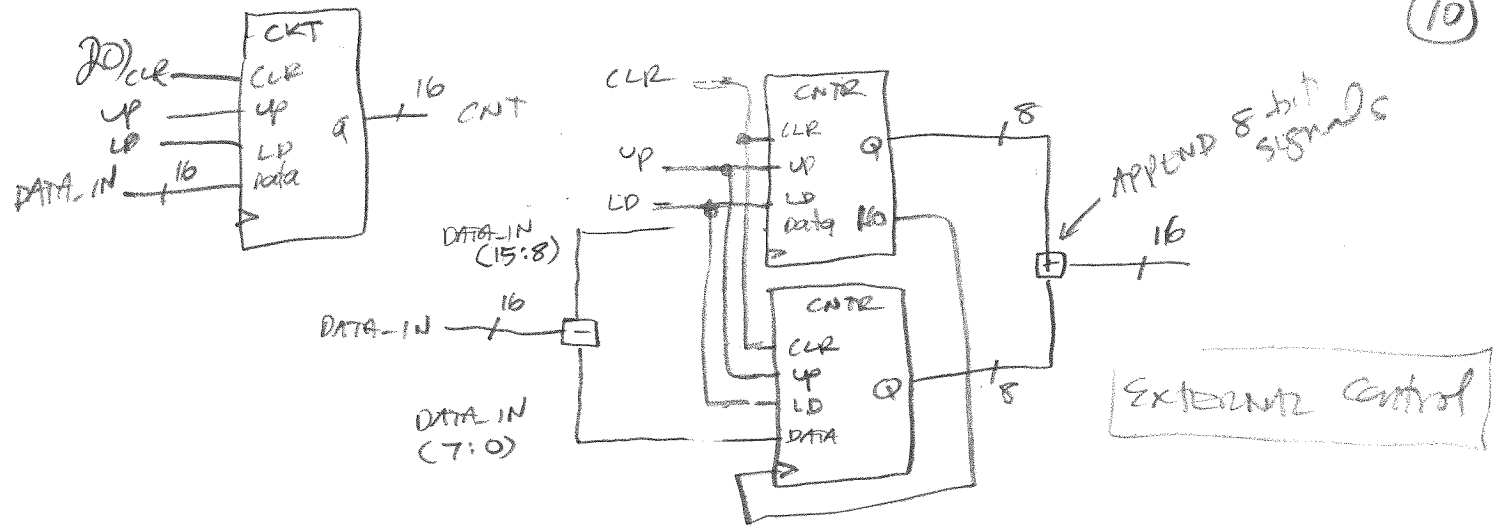 10
20)
CKT
CLR
CLR
UP
UP
LD
LD
DATA_IN
16
Data
Q
16
CNT
CLR
UP
LD
CNTR
CLR
UP
LD
Data
Q
8
APPEND 8-bit
signals
16
DATA_IN
(15:8)
DATA_IN
16
-
+
DATA_IN
(7:0)
CNTR
CLR
UP
LD
DATA
Q
8
EXTERNAL Control